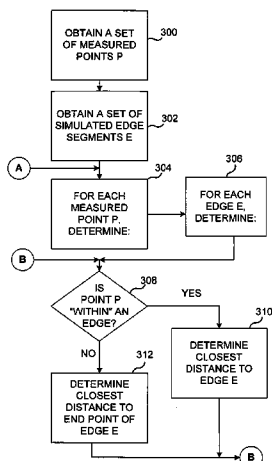 OBTAIN A SET
OF MEASURED
POINTS P
300
OBTAIN A SET OF
SIMULATED EDGE
SEGMENTS E
302
A
304
306
FOR EACH
MEASURED
POINT P,
DETERMINE:
FOR EACH
EDGE E,
DETERMINE:
B
308
IS
POINT P
"WITHIN" AN
EDGE?
YES
310
NO
312
DETERMINE
CLOSEST
DISTANCE TO
EDGE E
DETERMINE
CLOSEST
DISTANCE TO
END POINT OF
EDGE E
B